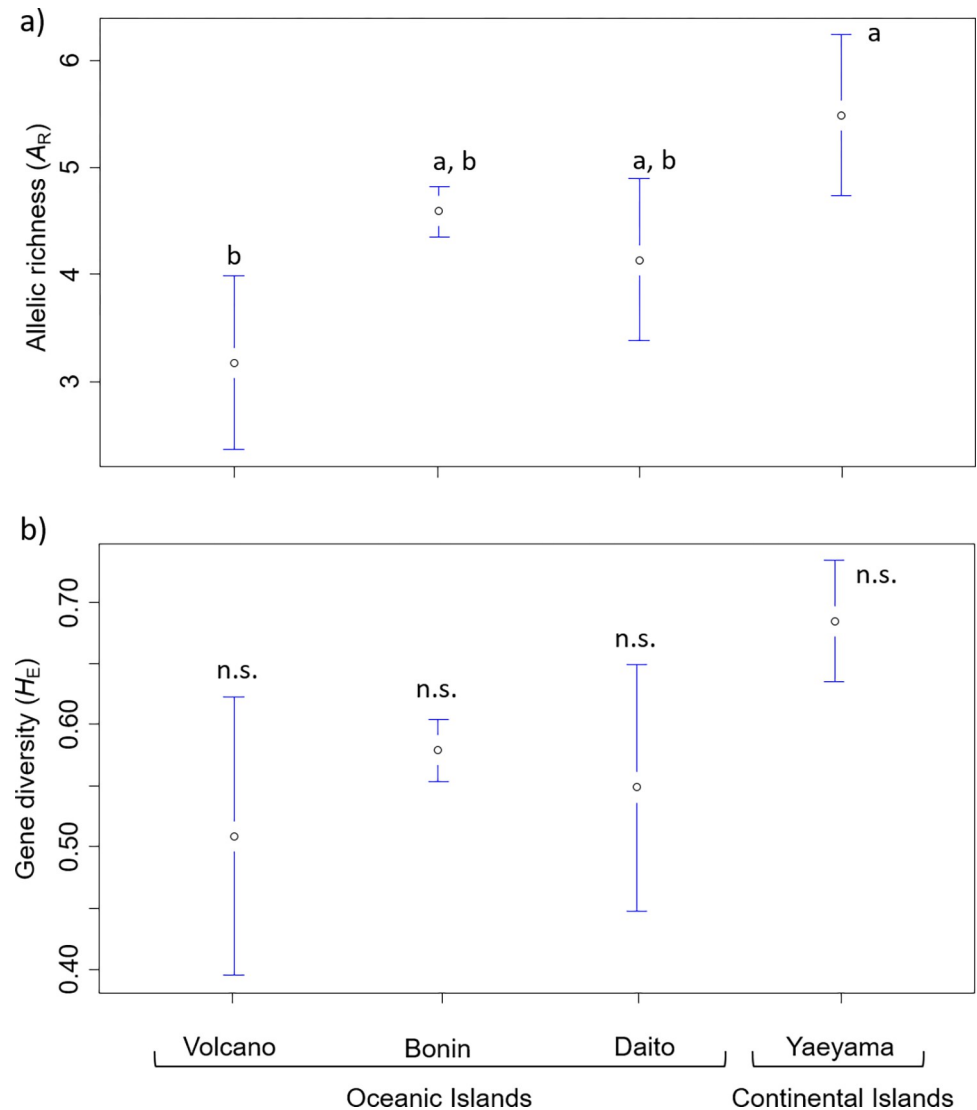 a)
Allelic richness (AR)
6
5
4
3
b
a, b
a, b
a
b)
Gene diversity (HE)
0.70
0.60
0.50
0.40
n.s.
n.s.
n.s.
n.s.
Volcano Bonin Daito Yaeyama
Oceanic Islands Continental Islands